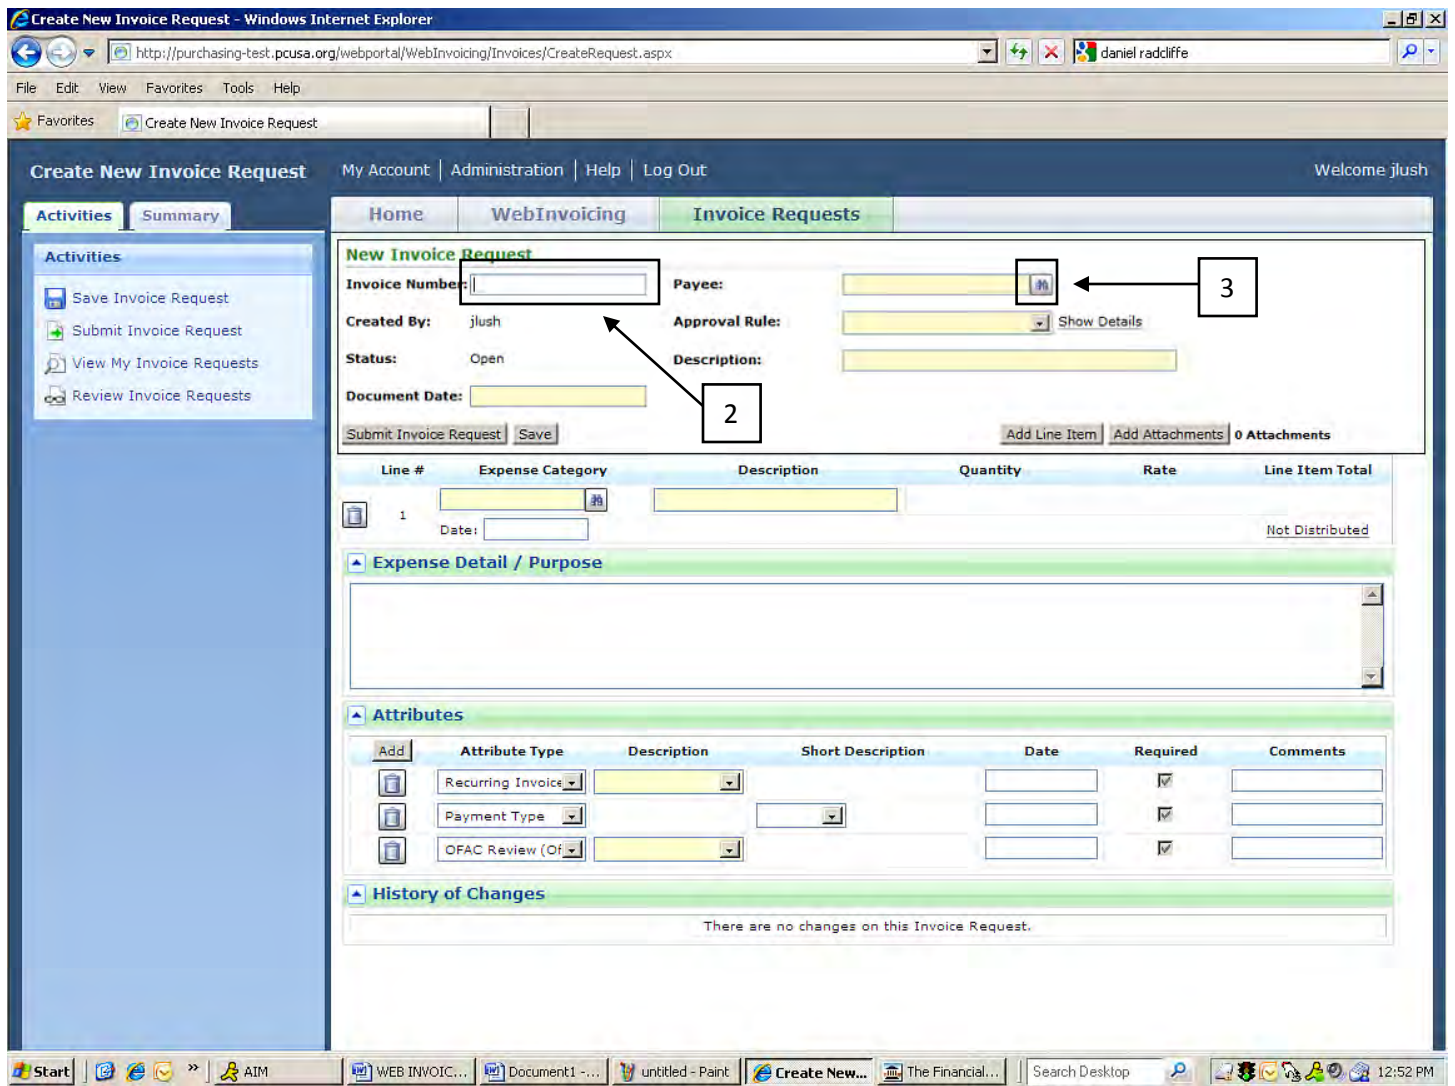 Create New Invoice Request - Windows Internet Explorer
http://purchasing-test.pcusa.org/webportal/WebInvoicing/Invoices/CreateRequest.aspx
daniel radcliffe
File Edit View Favorites Tools Help
Favorites Create New Invoice Request
Create New Invoice Request My Account | Administration | Help | Log Out Welcome jlush
Activities Summary Home WebInvoicing Invoice Requests
Activities
Save Invoice Request
Submit Invoice Request
View My Invoice Requests
Review Invoice Requests
New Invoice Request
Invoice Number: Payee: 3
Created By: jlush Approval Rule: Show Details
Status: Open Description:
Document Date: 2
Submit Invoice Request Save Add Line Item Add Attachments 0 Attachments
Line # Expense Category Description Quantity Rate Line Item Total
1
Date: Not Distributed
Expense Detail / Purpose
Attributes
Add Attribute Type Description Short Description Date Required Comments
Recurring Invoice
Payment Type
OFAC Review (Of
History of Changes
There are no changes on this Invoice Request.
Start » AIM WEB INVOIC... Document1 -... untitled - Paint Create New... The Financial... Search Desktop 12:52 PM